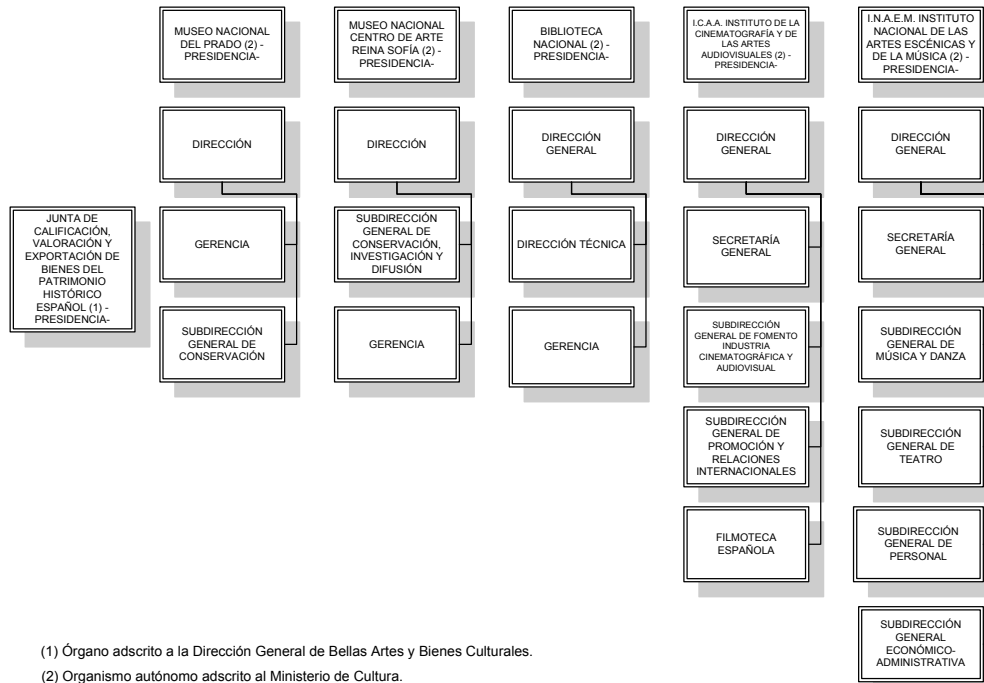 MUSEO NACIONAL
DEL PRADO (2) -
PRESIDENCIA-
MUSEO NACIONAL
CENTRO DE ARTE
REINA SOFÍA (2) -
PRESIDENCIA-
BIBLIOTECA
NACIONAL (2) -
PRESIDENCIA-
I.C.A.A. INSTITUTO DE LA
CINEMATOGRAFÍA Y DE
LAS ARTES
AUDIOVISUALES (2) -
PRESIDENCIA-
I.N.A.E.M. INSTITUTO
NACIONAL DE LAS
ARTES ESCÉNICAS Y
DE LA MÚSICA (2) -
PRESIDENCIA-
DIRECCIÓN
DIRECCIÓN
DIRECCIÓN
GENERAL
DIRECCIÓN
GENERAL
DIRECCIÓN
GENERAL
JUNTA DE
CALIFICACIÓN,
VALORACIÓN Y
EXPORTACIÓN DE
BIENES DEL
PATRIMONIO
HISTÓRICO
ESPAÑOL (1) -
PRESIDENCIA-
GERENCIA
SUBDIRECCIÓN
GENERAL DE
CONSERVACIÓN,
INVESTIGACIÓN Y
DIFUSIÓN
DIRECCIÓN TÉCNICA
SECRETARÍA
GENERAL
SECRETARÍA
GENERAL
SUBDIRECCIÓN
GENERAL DE
CONSERVACIÓN
GERENCIA
GERENCIA
SUBDIRECCIÓN
GENERAL DE FOMENTO
INDUSTRIA
CINEMATOGRÁFICA Y
AUDIOVISUAL
SUBDIRECCIÓN
GENERAL DE
MÚSICA Y DANZA
SUBDIRECCIÓN
GENERAL DE
PROMOCIÓN Y
RELACIONES
INTERNACIONALES
SUBDIRECCIÓN
GENERAL DE
TEATRO
FILMOTECA
ESPAÑOLA
SUBDIRECCIÓN
GENERAL DE
PERSONAL
SUBDIRECCIÓN
GENERAL
ECONÓMICO-
ADMINISTRATIVA
(1) Órgano adscrito a la Dirección General de Bellas Artes y Bienes Culturales.
(2) Organismo autónomo adscrito al Ministerio de Cultura.